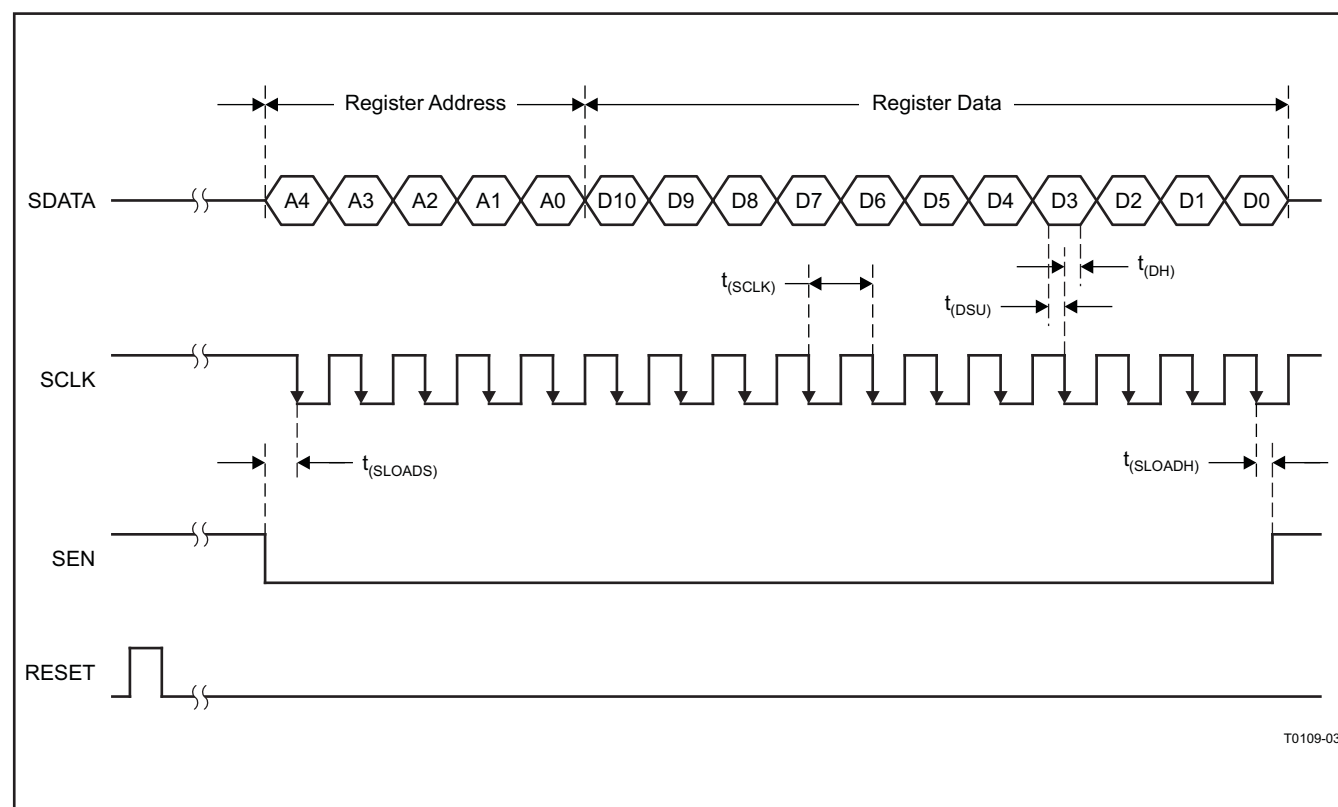 Register Address
Register Data
SDATA
A4 A3 A2 A1 A0 D10 D9 D8 D7 D6 D5 D4 D3 D2 D1 D0
t(DH)
t(SCLK)
t(DSU)
SCLK
t(SLOADS)
t(SLOADH)
SEN
RESET
T0109-03